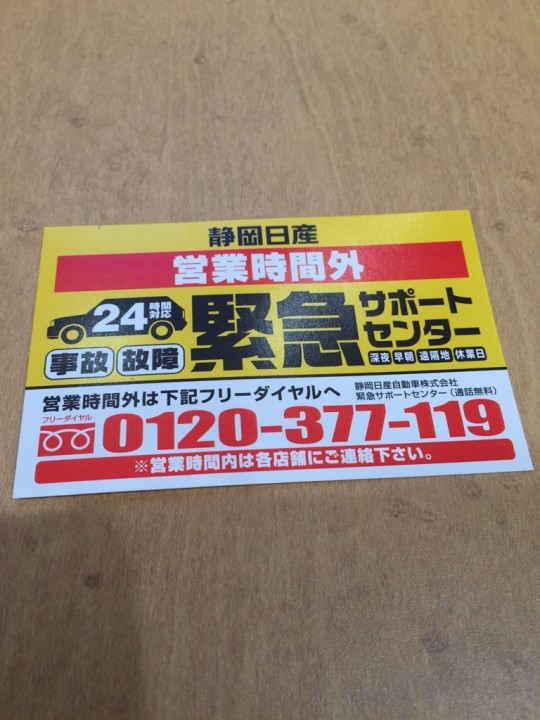 静岡日産
営業時間外
24時間対応
事故 故障
緊急サポートセンター
深夜 早朝 遠隔地 休業日
営業時間外は下記フリーダイヤルへ
静岡日産自動車株式会社
緊急サポートセンター(通話無料)
フリーダイヤル
0120-377-119
※営業時間内は各店舗にご連絡下さい。